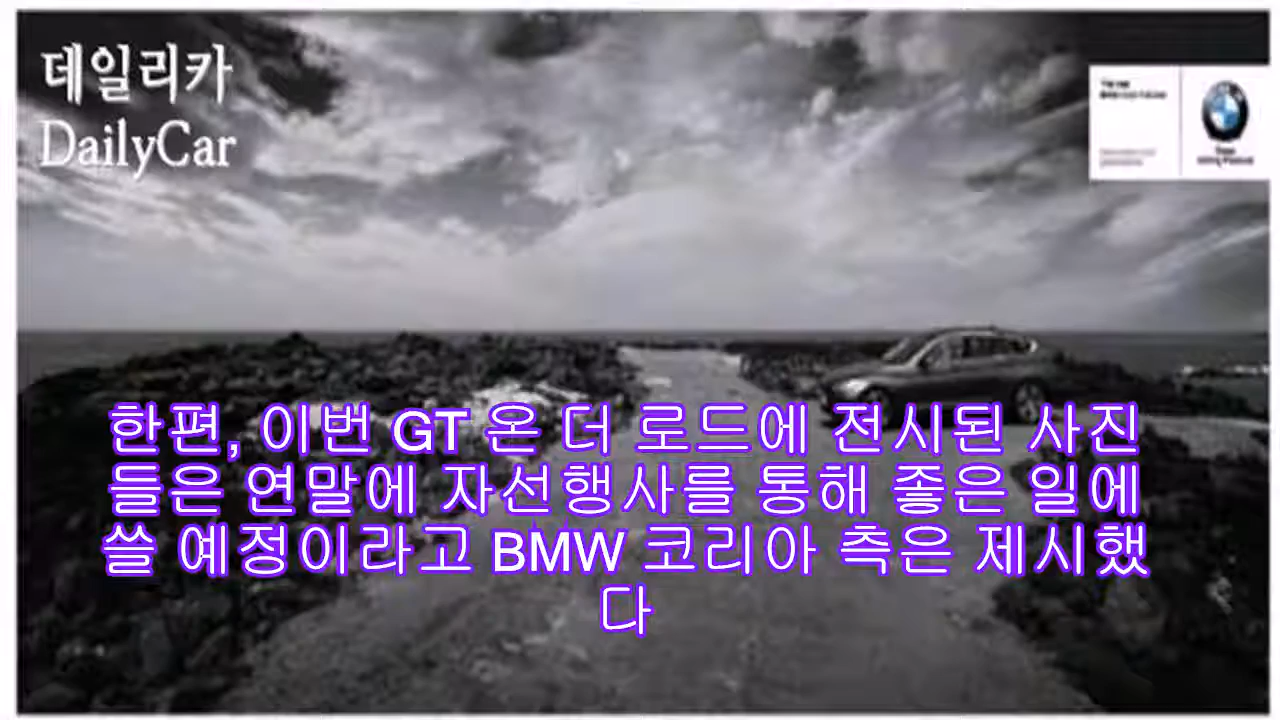 데일리카
DailyCar
한편, 이번 GT 온 더 로드에 전시된 사진
들은 연말에 자선행사를 통해 좋은 일에
쓸 예정이라고 BMW 코리아 측은 제시했
다